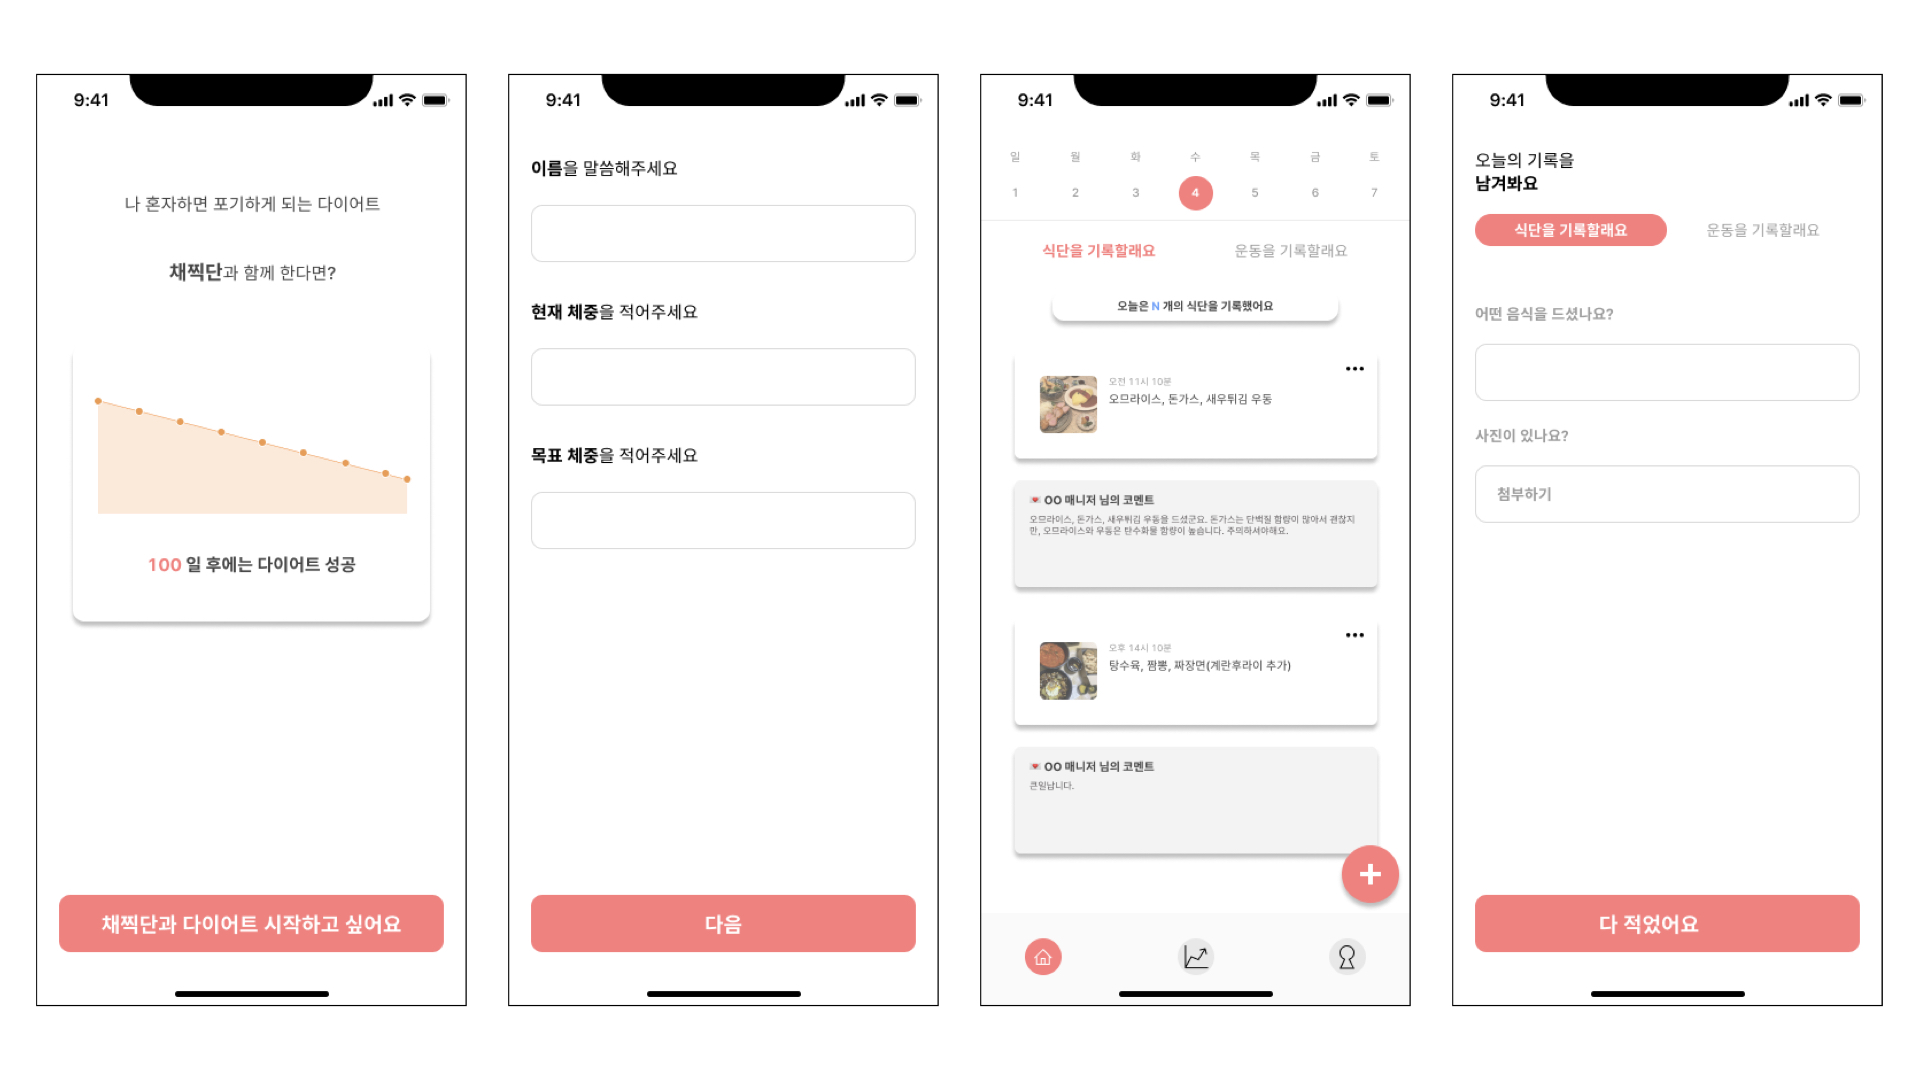 9:41
나 혼자하면 포기하게 되는 다이어트
채찍단과 함께 한다면?
100 일 후에는 다이어트 성공
채찍단과 다이어트 시작하고 싶어요
9:41
이름을 말씀해주세요
현재 체중을 적어주세요
목표 체중을 적어주세요
다음
9:41
일 월 화 수 목 금 토
1 2 3 4 5 6 7
식단을 기록할래요 운동을 기록할래요
오늘은 N 개의 식단을 기록했어요
오전 11시 10분
오므라이스, 돈가스, 새우튀김 우동
OO 매니저 님의 코멘트
오므라이스, 돈가스, 새우튀김 우동을 드셨군요. 돈가스는 단백질 함량이 많아서 괜찮지
만, 오므라이스와 우동은 탄수화물 함량이 높습니다. 주의하셔야해요.
오후 14시 10분
탕수육, 짬뽕, 짜장면(계란후라이 추가)
OO 매니저 님의 코멘트
큰일납니다.
9:41
오늘의 기록을
남겨봐요
식단을 기록할래요 운동을 기록할래요
어떤 음식을 드셨나요?
사진이 있나요?
첨부하기
다 적었어요